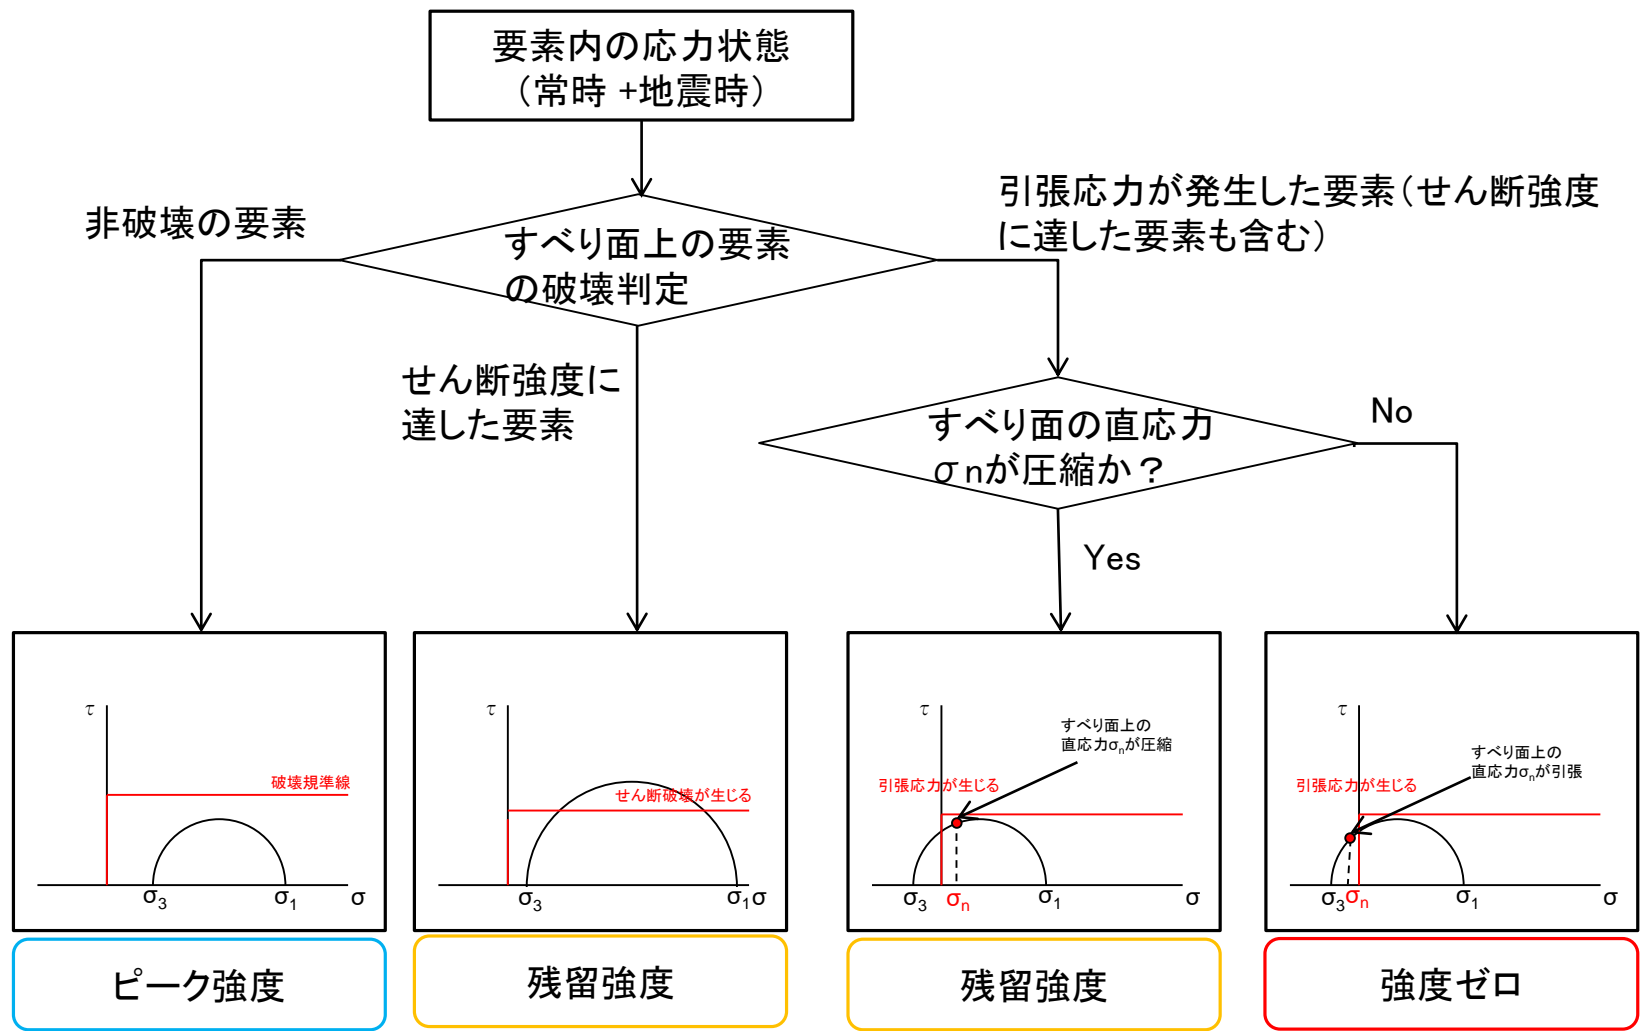 要素内の応力状態
（常時 +地震時）
非破壊の要素
すべり面上の要素
の破壊判定
引張応力が発生した要素（せん断強度
に達した要素も含む）
せん断強度に
達した要素
すべり面の直応力
σnが圧縮か？
No
Yes
τ
破壊規準線
σ3
σ1
σ
τ
せん断破壊が生じる
σ3
σ1
σ
τ
すべり面上の
直応力σnが圧縮
引張応力が生じる
σ3
σn
σ1
σ
τ
すべり面上の
直応力σnが引張
引張応力が生じる
σ3
σn
σ1
σ
ピーク強度
残留強度
残留強度
強度ゼロ